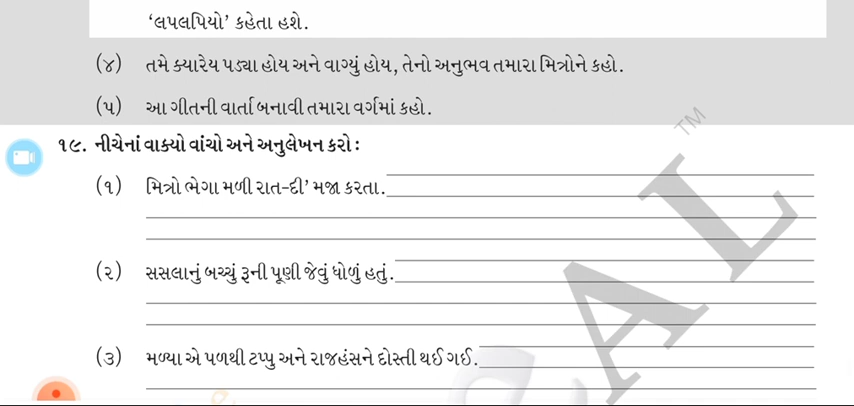 ‘લપલપિયો’ કહેતા હશે.
(૪) તમે ક્યારેય પડ્યા હોય અને વાગ્યું હોય, તેનો અનુભવ તમારા મિત્રોને કહો.
(૫) આ ગીતની વાર્તા બનાવી તમારા વર્ગમાં કહો.
૧૯. નીચેનાં વાક્યો વાંચો અને અનુલેખન કરો :
(૧) મિત્રો ભેગા મળી રાત-દી’ મજા કરતા.
(૨) સસલાનું બચ્ચું રૂની પૂણી જેવું ધોળું હતું.
(૩) મળ્યા એ પળથી ટપ્પુ અને રાજહંસને દોસ્તી થઈ ગઈ.
TM